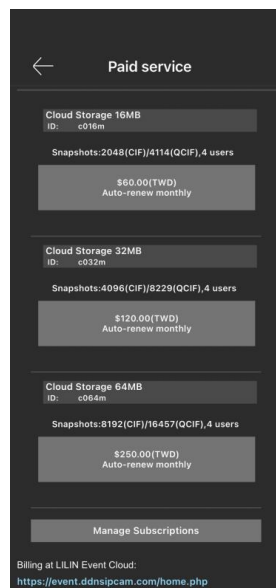 Paid service
Cloud Storage 16MB
ID: c016m
Snapshots:2048(CIF)/4114(QCIF),4 users
$60.00(TWD)
Auto-renew monthly
Cloud Storage 32MB
ID: c032m
Snapshots:4096(CIF)/8229(QCIF),4 users
$120.00(TWD)
Auto-renew monthly
Cloud Storage 64MB
ID: c064m
Snapshots:8192(CIF)/16457(QCIF),4 users
$250.00(TWD)
Auto-renew monthly
Manage Subscriptions
Billing at LILIN Event Cloud:
https://event.ddnsipcam.com/home.php